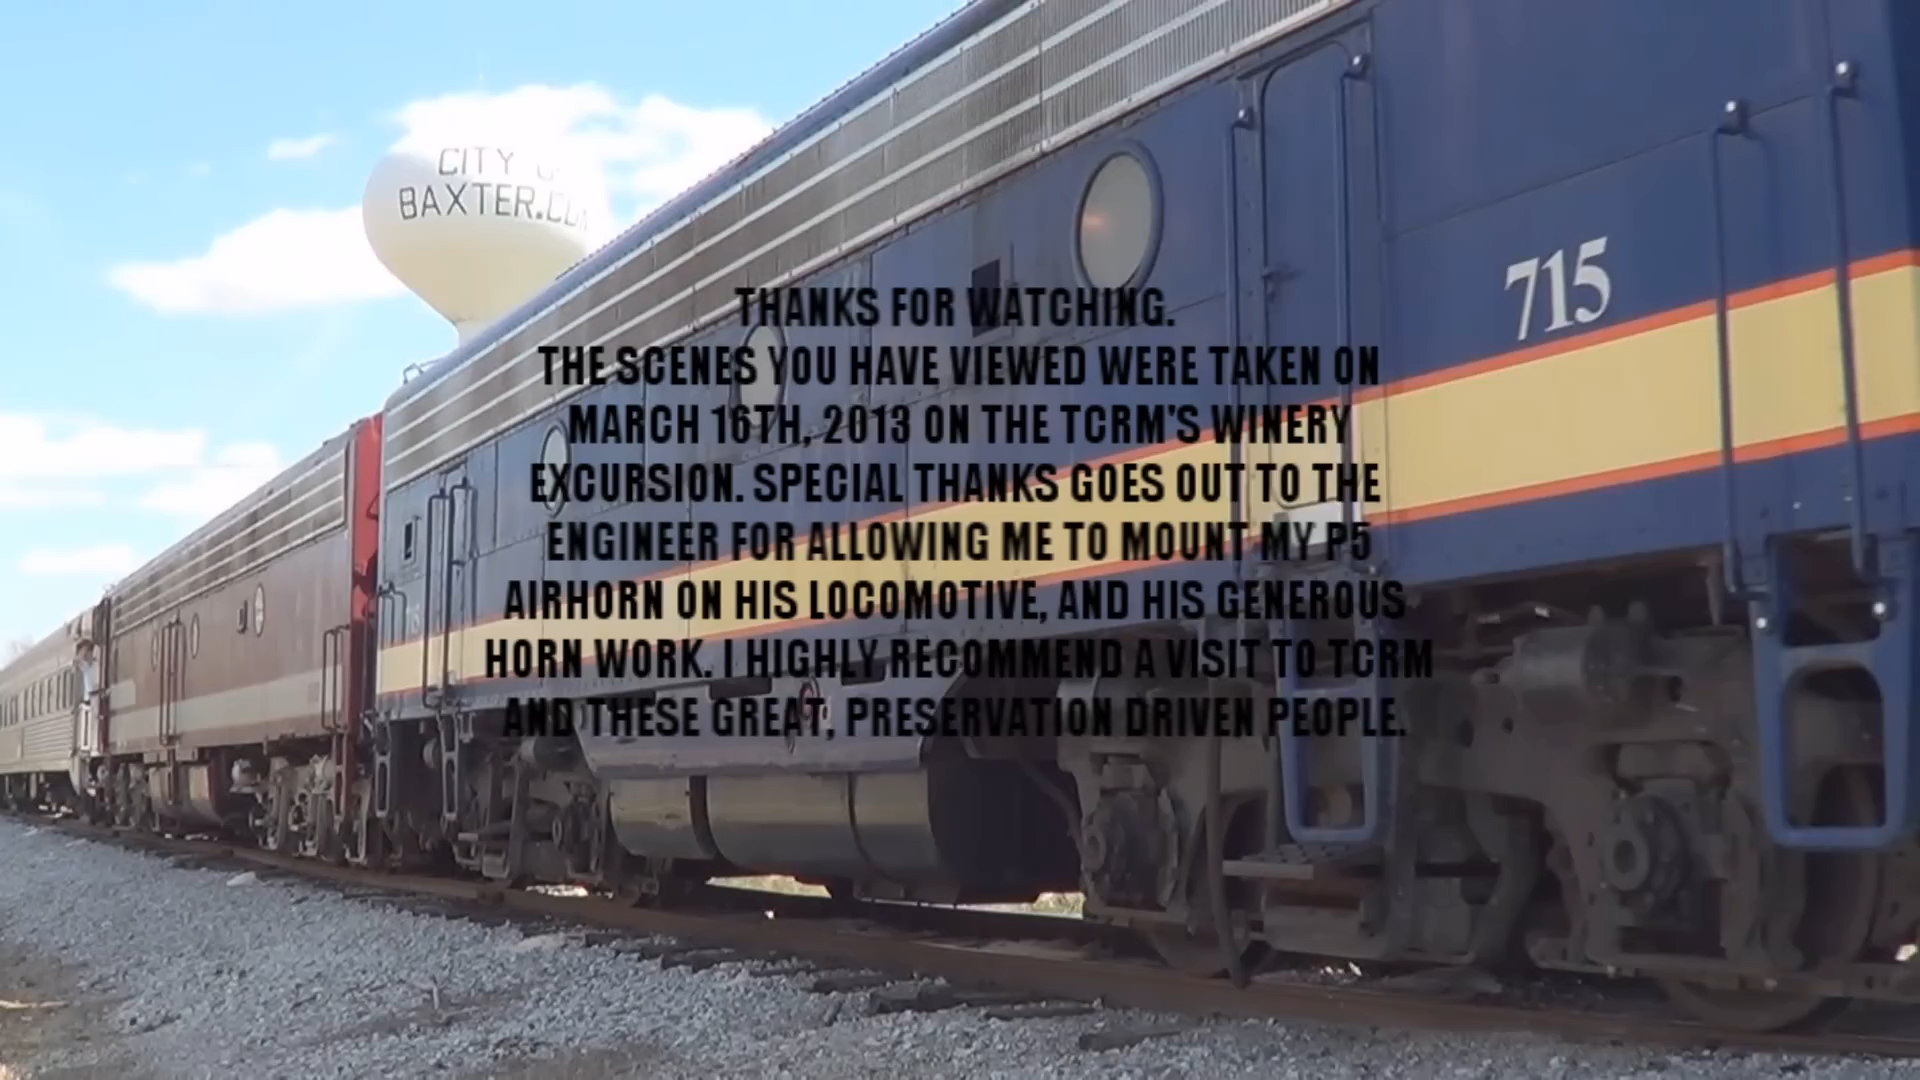 CITY
BAXTER.COM
715
THANKS FOR WATCHING.
THE SCENES YOU HAVE VIEWED WERE TAKEN ON
MARCH 16TH, 2013 ON THE TCRM'S WINERY
EXCURSION. SPECIAL THANKS GOES OUT TO THE
ENGINEER FOR ALLOWING ME TO MOUNT MY P5
AIRHORN ON HIS LOCOMOTIVE, AND HIS GENEROUS
HORN WORK. I HIGHLY RECOMMEND A VISIT TO TCRM
AND THESE GREAT, PRESERVATION DRIVEN PEOPLE.